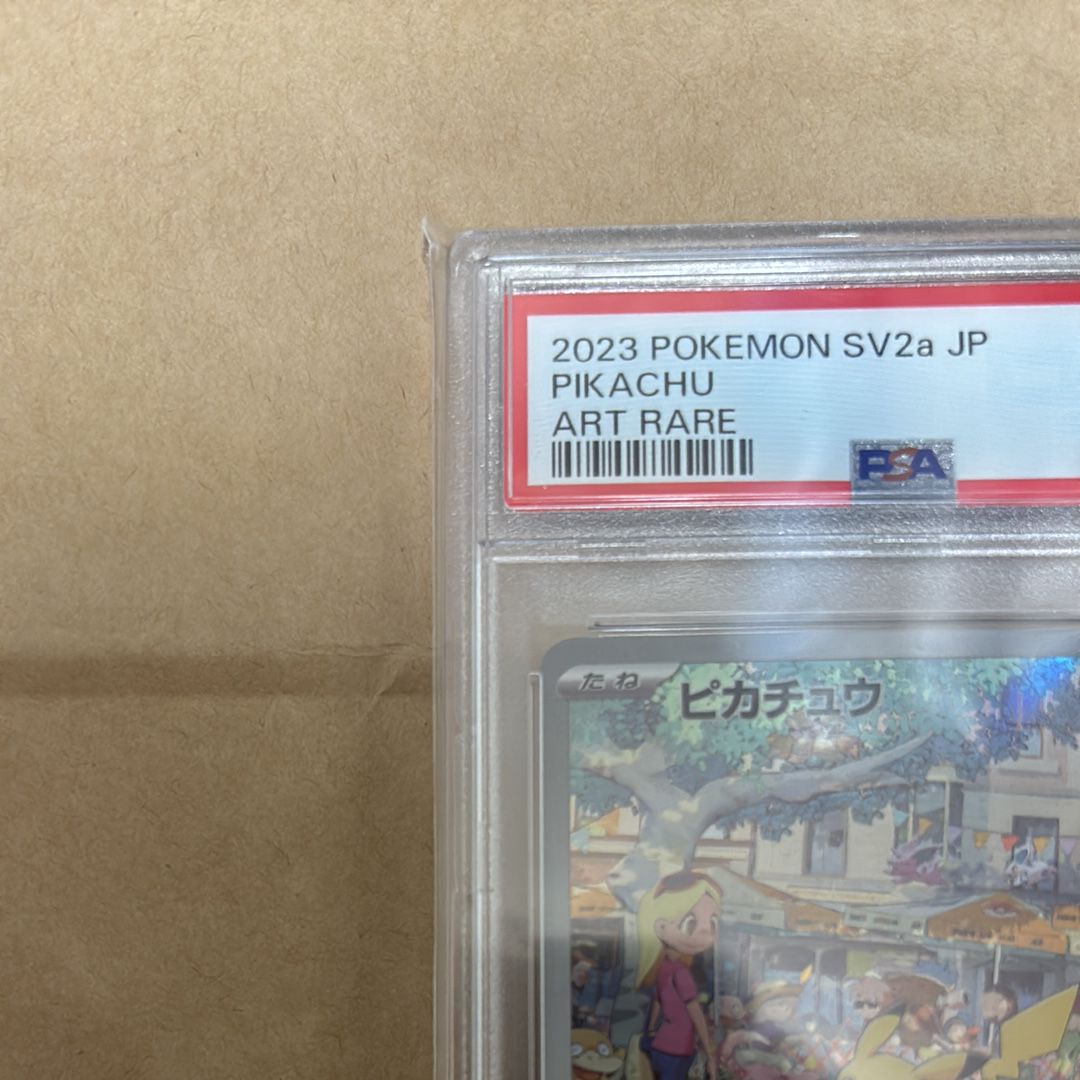 2023 POKEMON SV2a JP
PIKACHU
ART RARE
PSA
たね
ピカチュウ